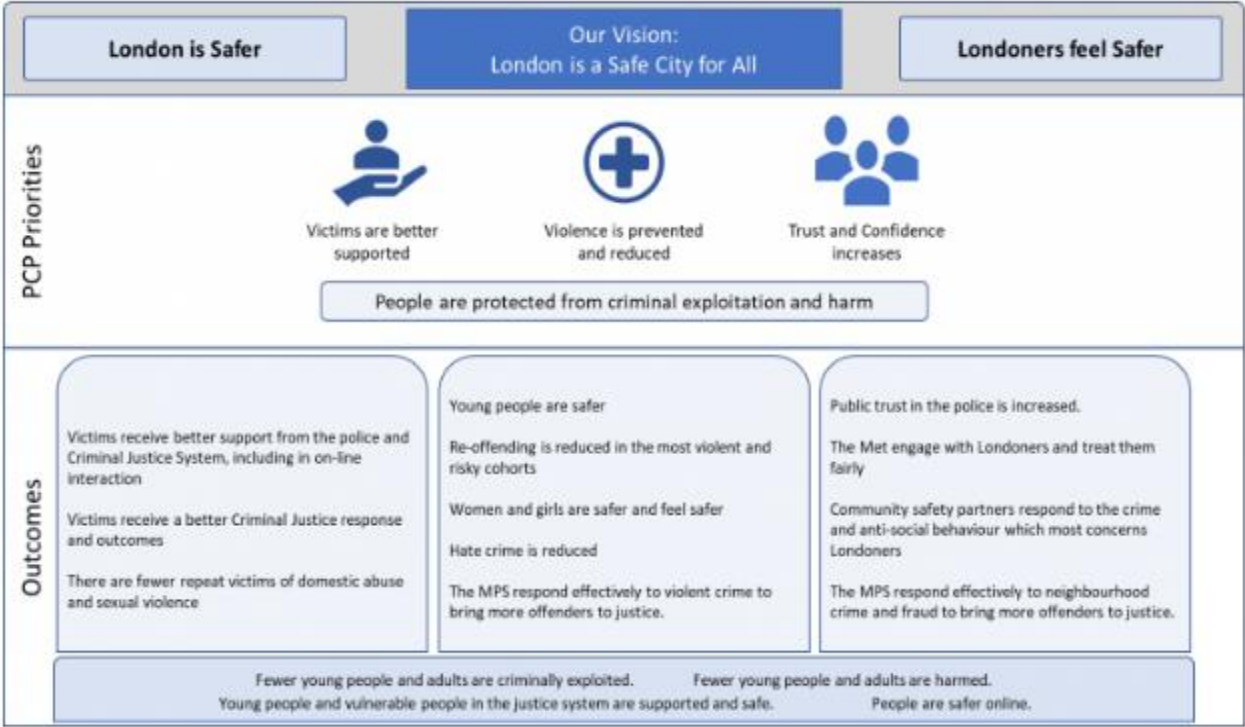 London is Safer
Our Vision:
London is a Safe City for All
Londoners feel Safer
PCP Priorities
Victims are better
supported
Violence is prevented
and reduced
Trust and Confidence
increases
People are protected from criminal exploitation and harm
Outcomes
Victims receive better support from the police and
Criminal Justice System, including in on-line
interaction
Victims receive a better Criminal Justice response
and outcomes
There are fewer repeat victims of domestic abuse
and sexual violence
Young people are safer
Re-offending is reduced in the most violent and
risky cohorts
Women and girls are safer and feel safer
Hate crime is reduced
The MPS respond effectively to violent crime to
bring more offenders to justice.
Public trust in the police is increased.
The Met engage with Londoners and treat them
fairly
Community safety partners respond to the crime
and anti-social behaviour which most concerns
Londoners
The MPS respond effectively to neighbourhood
crime and fraud to bring more offenders to justice.
Fewer young people and adults are criminally exploited. Fewer young people and adults are harmed.
Young people and vulnerable people in the justice system are supported and safe. People are safer online.